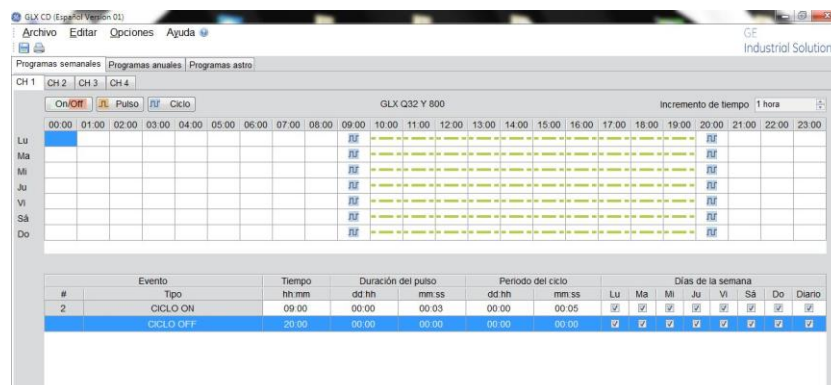 GLX CD (Español Version 01)
Archivo Editar Opciones Ayuda
GE
Industrial Solution
Programas semanales Programas anuales Programas astro
CH 1 CH 2 CH 3 CH 4
On/Off Pulso Ciclo GLX Q32 Y 800 Incremento de tiempo 1 hora
00:00 01:00 02:00 03:00 04:00 05:00 06:00 07:00 08:00 09:00 10:00 11:00 12:00 13:00 14:00 15:00 16:00 17:00 18:00 19:00 20:00 21:00 22:00 23:00
Lu
Ma
Mi
Ju
Vi
Sá
Do
Evento Tiempo Duración del pulso Periodo del ciclo Días de la semana
# Tipo hh:mm dd:hh mm:ss dd:hh mm:ss Lu Ma Mi Ju Vi Sá Do Diario
2 CICLO ON 09:00 00:00 00:03 00:00 00:05
CICLO OFF 20:00 00:00 00:00 00:00 00:00